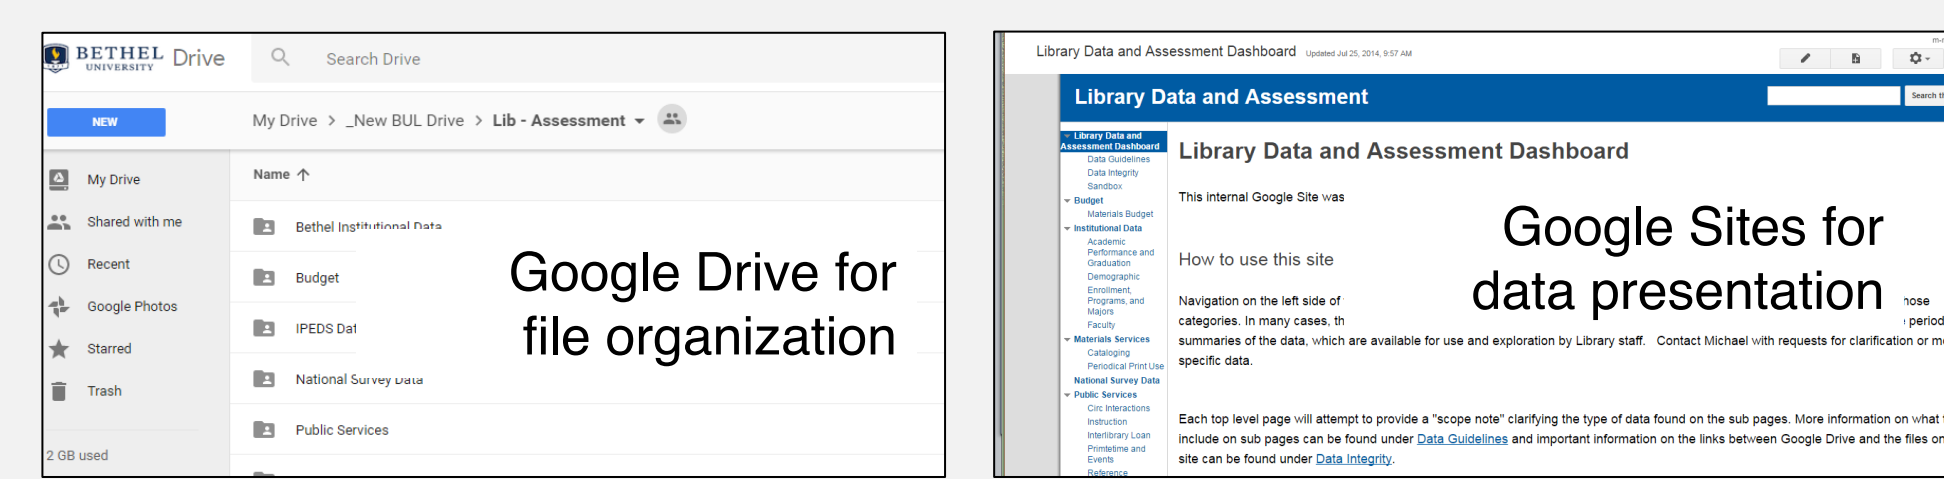 BETHEL UNIVERSITY Drive
Search Drive
NEW
My Drive > _New BUL Drive > Lib - Assessment
My Drive
Shared with me
Recent
Google Photos
Starred
Trash
2 GB used
Name
Bethel Institutional Data
Budget
IPEDS Dat
National Survey Data
Public Services
Google Drive for
file organization
Library Data and Assessment Dashboard Updated Jul 25, 2014, 9:57 AM
Library Data and Assessment
Search th
Library Data and
Assessment Dashboard
Data Guidelines
Data Integrity
Sandbox
Budget
Materials Budget
Institutional Data
Academic
Performance and
Graduation
Demographic
Enrollment,
Programs, and
Majors
Faculty
Materials Services
Cataloging
Periodical Print Use
National Survey Data
Public Services
Circ Interactions
Instruction
Interlibrary Loan
Primtetime and
Events
Reference
Library Data and Assessment Dashboard
This internal Google Site was
How to use this site
Navigation on the left side of
hose
categories. In many cases, th
period
summaries of the data, which are available for use and exploration by Library staff. Contact Michael with requests for clarification or mo
specific data.
Each top level page will attempt to provide a "scope note" clarifying the type of data found on the sub pages. More information on what
include on sub pages can be found under Data Guidelines and important information on the links between Google Drive and the files on
site can be found under Data Integrity.
Google Sites for
data presentation